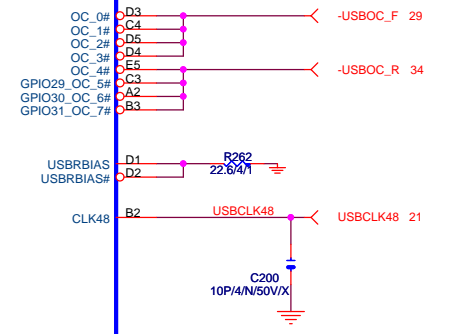 OC_0# D3 -USBOC_F 29
OC_1# C4
OC_2# D5
OC_3# D4
OC_4# E5 -USBOC_R 34
GPIO29_OC_5# C3
GPIO30_OC_6# A2
GPIO31_OC_7# B3
USBRBIAS D1 R262
USBRBIAS# D2 22.6/4/1
CLK48 B2 USBCLK48 USBCLK48 21
C200
10P/4/N/50V/X